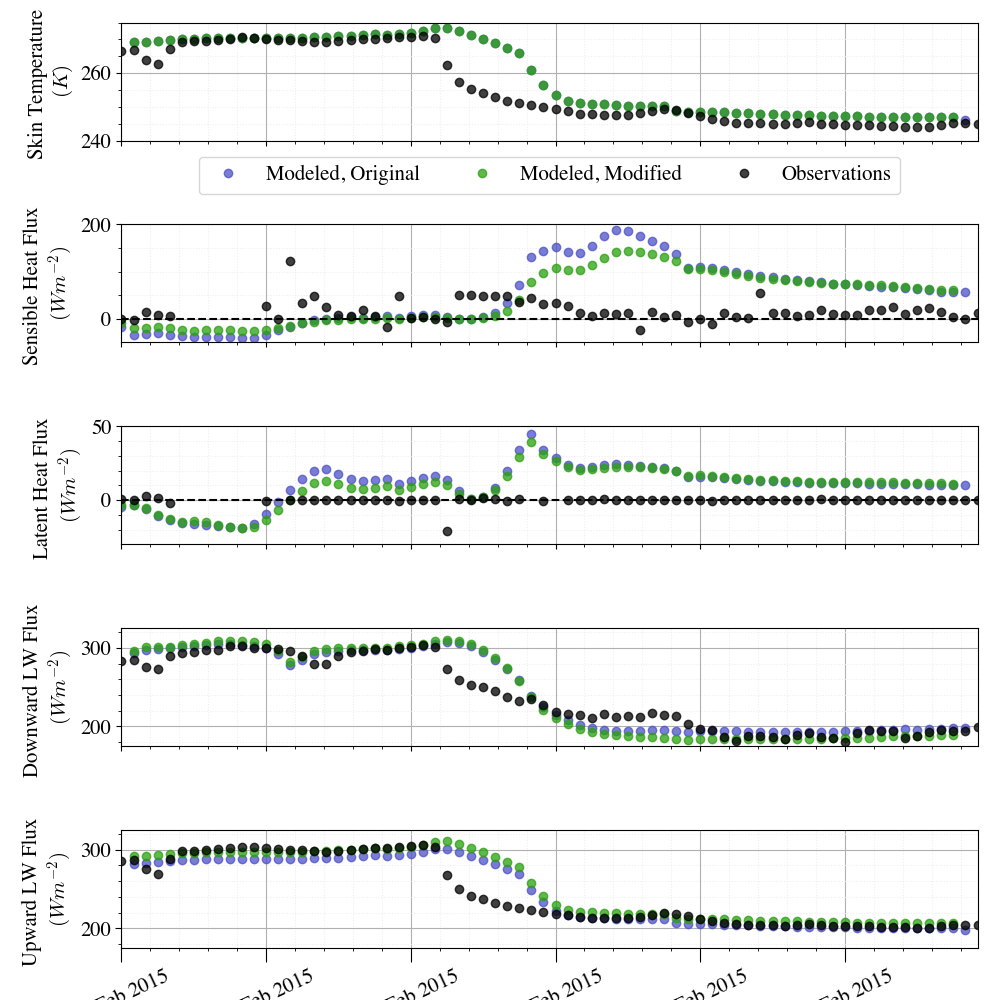 Skin Temperature
(K)
260
240
Modeled, Original
Modeled, Modified
Observations
Sensible Heat Flux
(Wm⁻²)
200
0
Latent Heat Flux
(Wm⁻²)
50
0
Downward LW Flux
(Wm⁻²)
300
200
Upward LW Flux
(Wm⁻²)
300
200
Feb 2015
Feb 2015
Feb 2015
Feb 2015
Feb 2015
Feb 2015